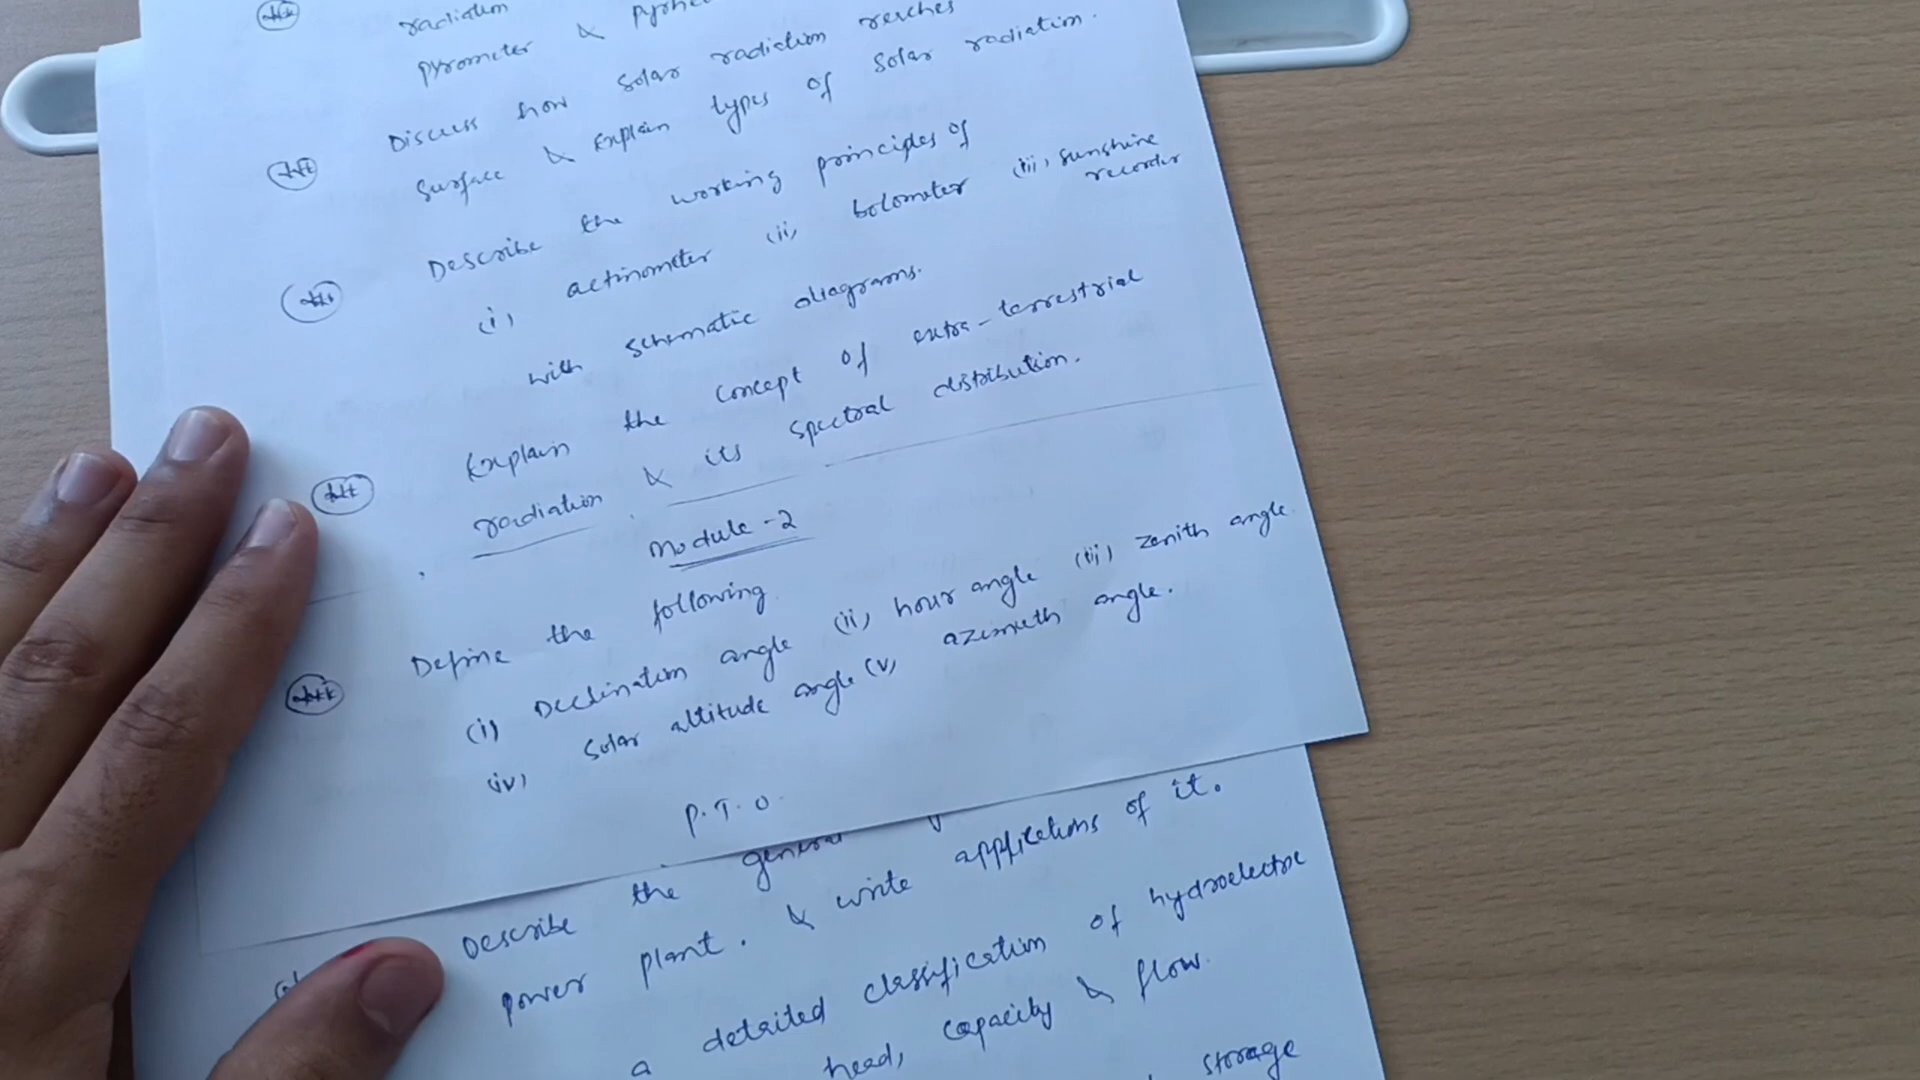 radiation
pyrometer &
Discuss how solar radiation reaches
surface & explain types of solar radiation.
Describe the working principles of
(i) actinometer (ii) bolometer (iii) sunshine recorder
with schematic diagrams.
Explain the concept of extra-terrestrial
radiation & its spectral distribution.
Module-2
Define the following
(i) Declination angle (ii) hour angle (iii) zenith angle
(iv) solar altitude angle (v) azimuth angle.
P.T.O.
Describe the general
power plant. & write applications of it.
a detailed classification of hydroelectric
head, capacity & flow.
storage